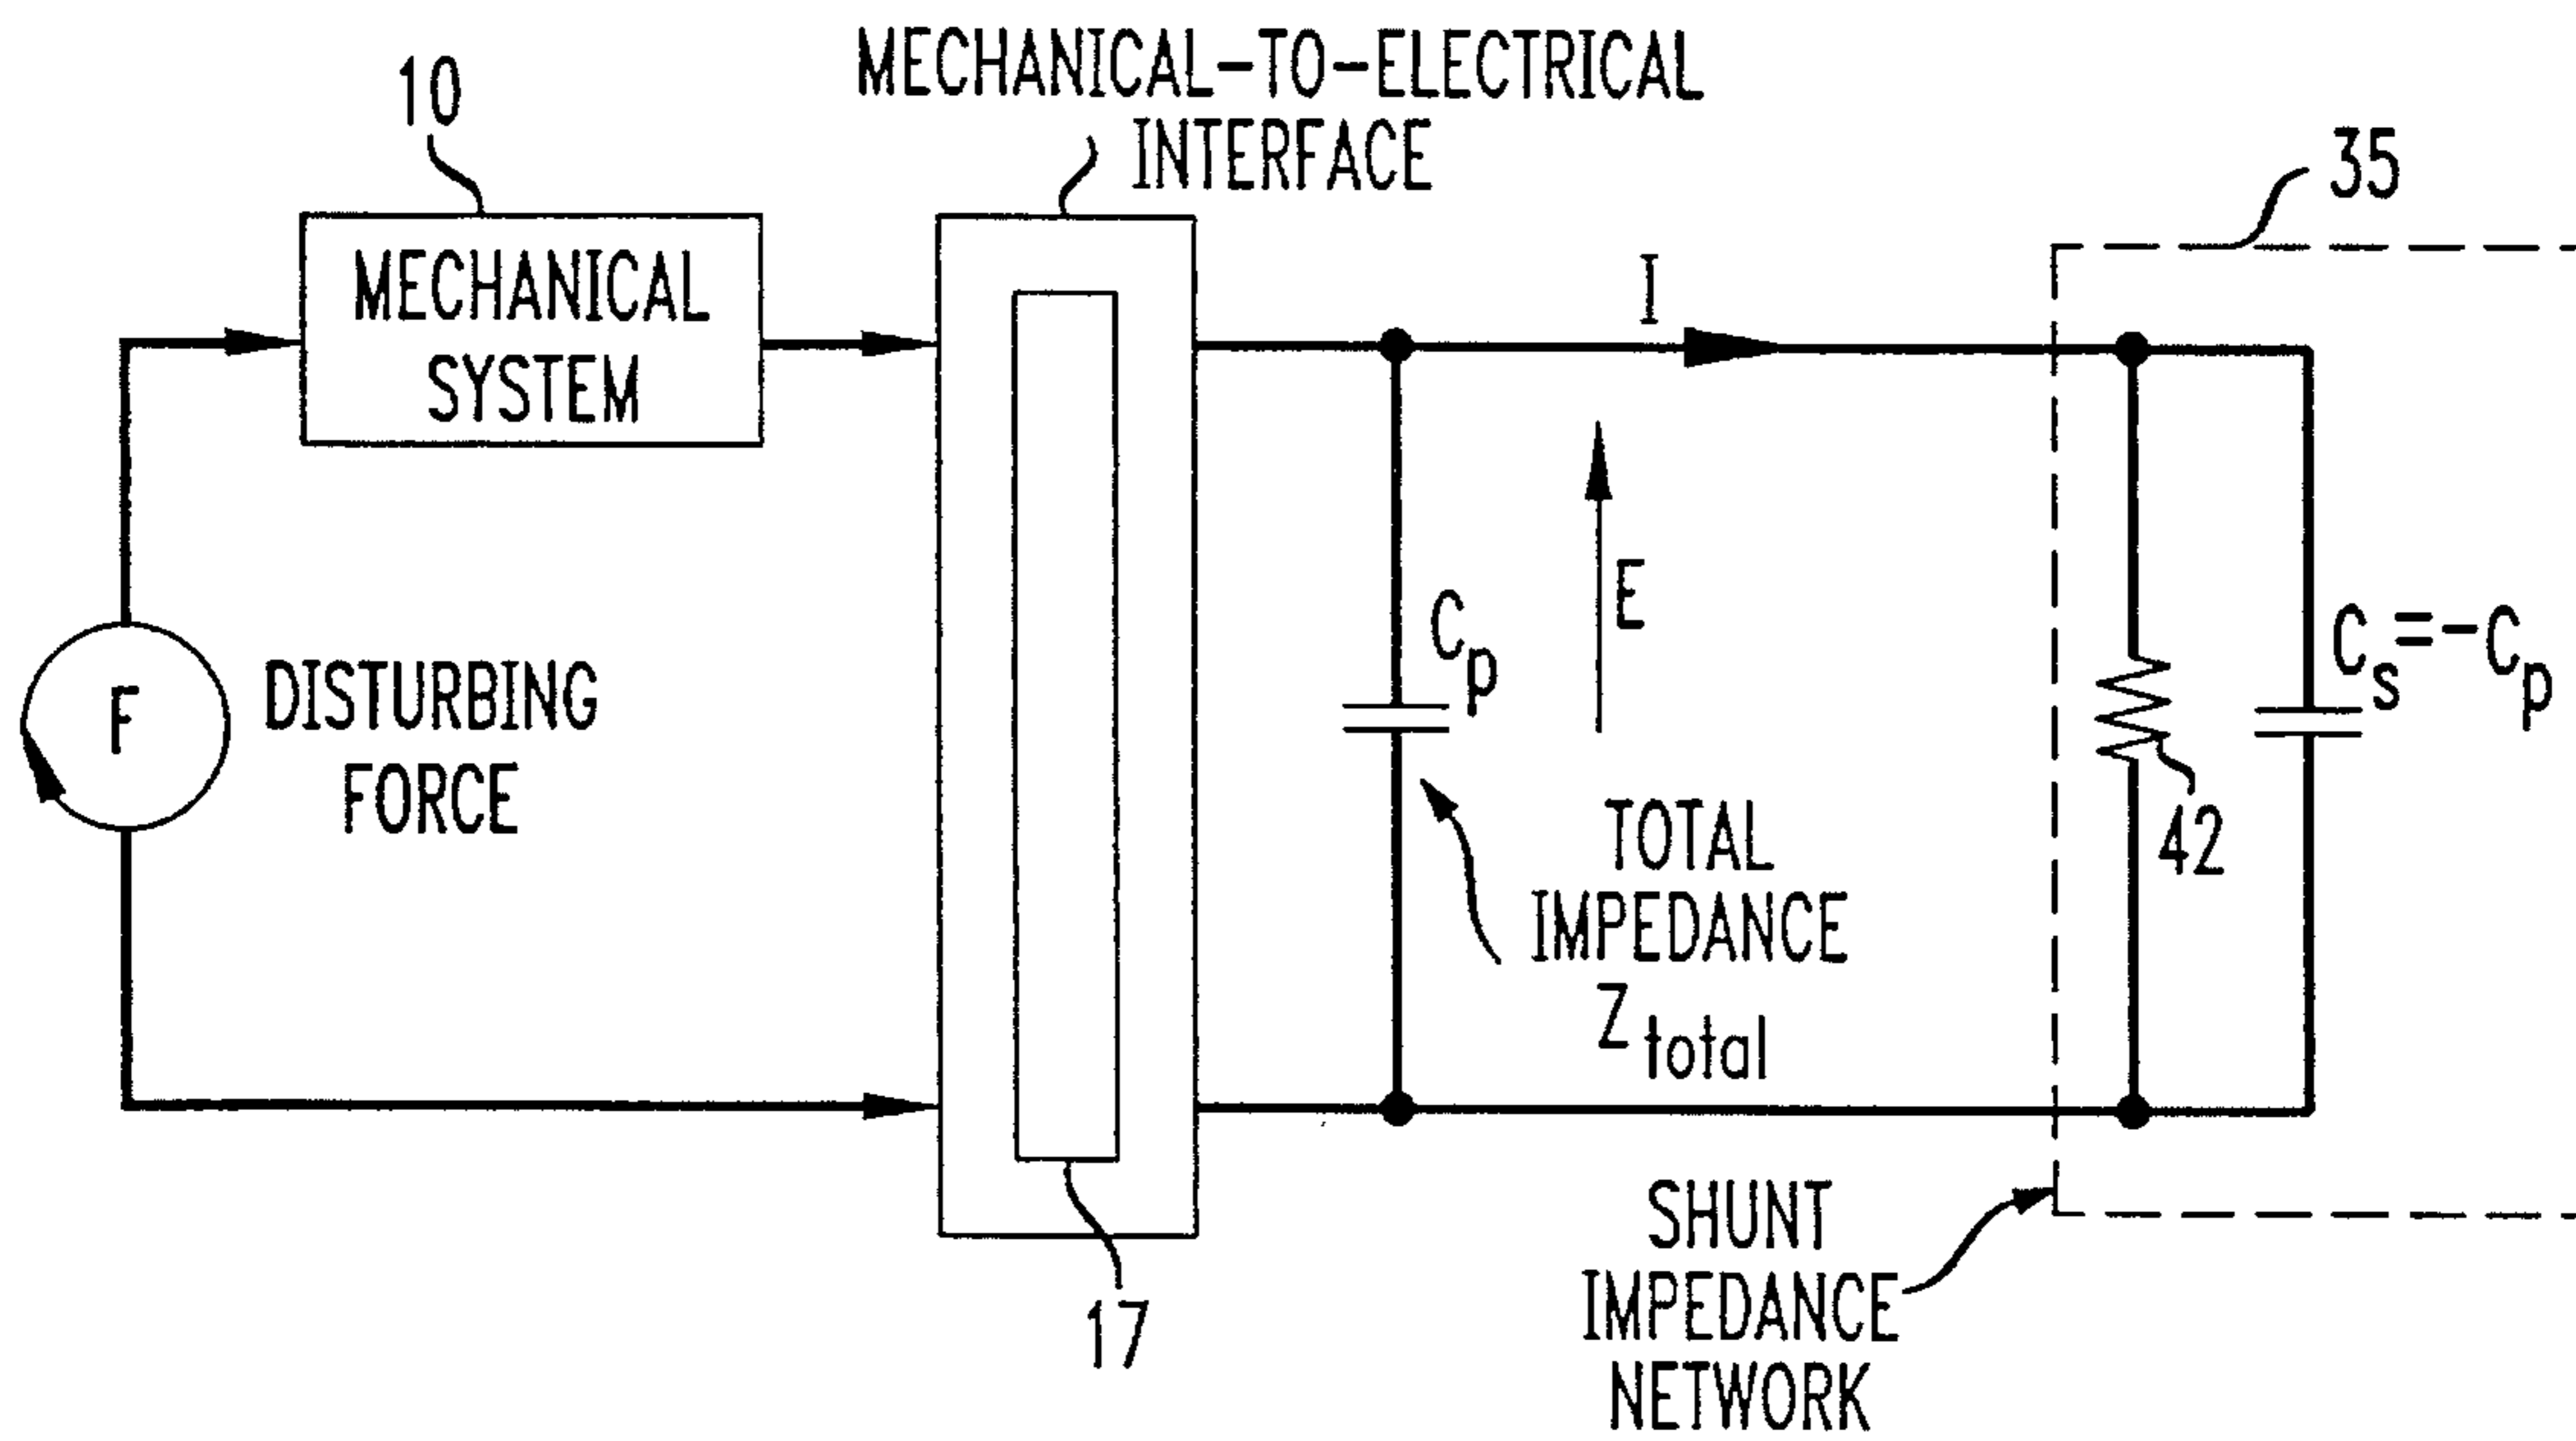 MECHANICAL-TO-ELECTRICAL
INTERFACE
10
35
MECHANICAL
SYSTEM
I
E
F
DISTURBING
FORCE
Cp
Cs=-Cp
42
TOTAL
IMPEDANCE
Z total
17
SHUNT
IMPEDANCE
NETWORK